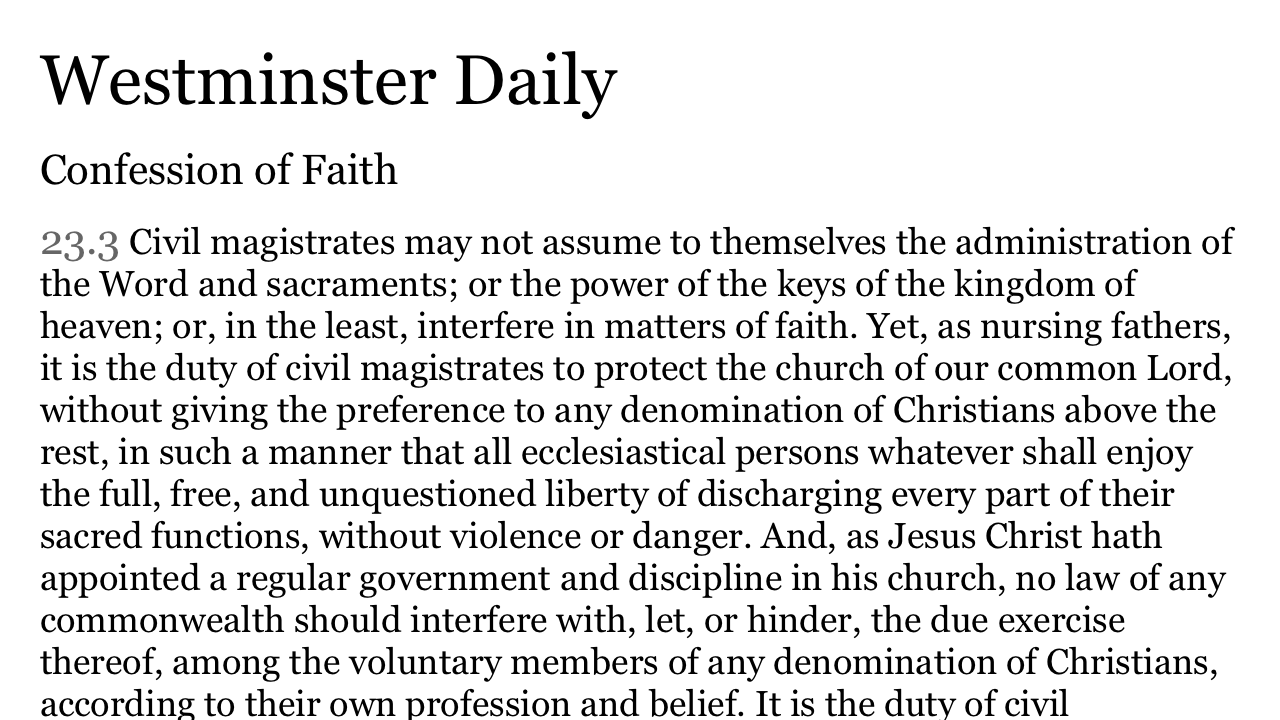 Westminster Daily
Confession of Faith
23.3 Civil magistrates may not assume to themselves the administration of
the Word and sacraments; or the power of the keys of the kingdom of
heaven; or, in the least, interfere in matters of faith. Yet, as nursing fathers,
it is the duty of civil magistrates to protect the church of our common Lord,
without giving the preference to any denomination of Christians above the
rest, in such a manner that all ecclesiastical persons whatever shall enjoy
the full, free, and unquestioned liberty of discharging every part of their
sacred functions, without violence or danger. And, as Jesus Christ hath
appointed a regular government and discipline in his church, no law of any
commonwealth should interfere with, let, or hinder, the due exercise
thereof, among the voluntary members of any denomination of Christians,
according to their own profession and belief. It is the duty of civil